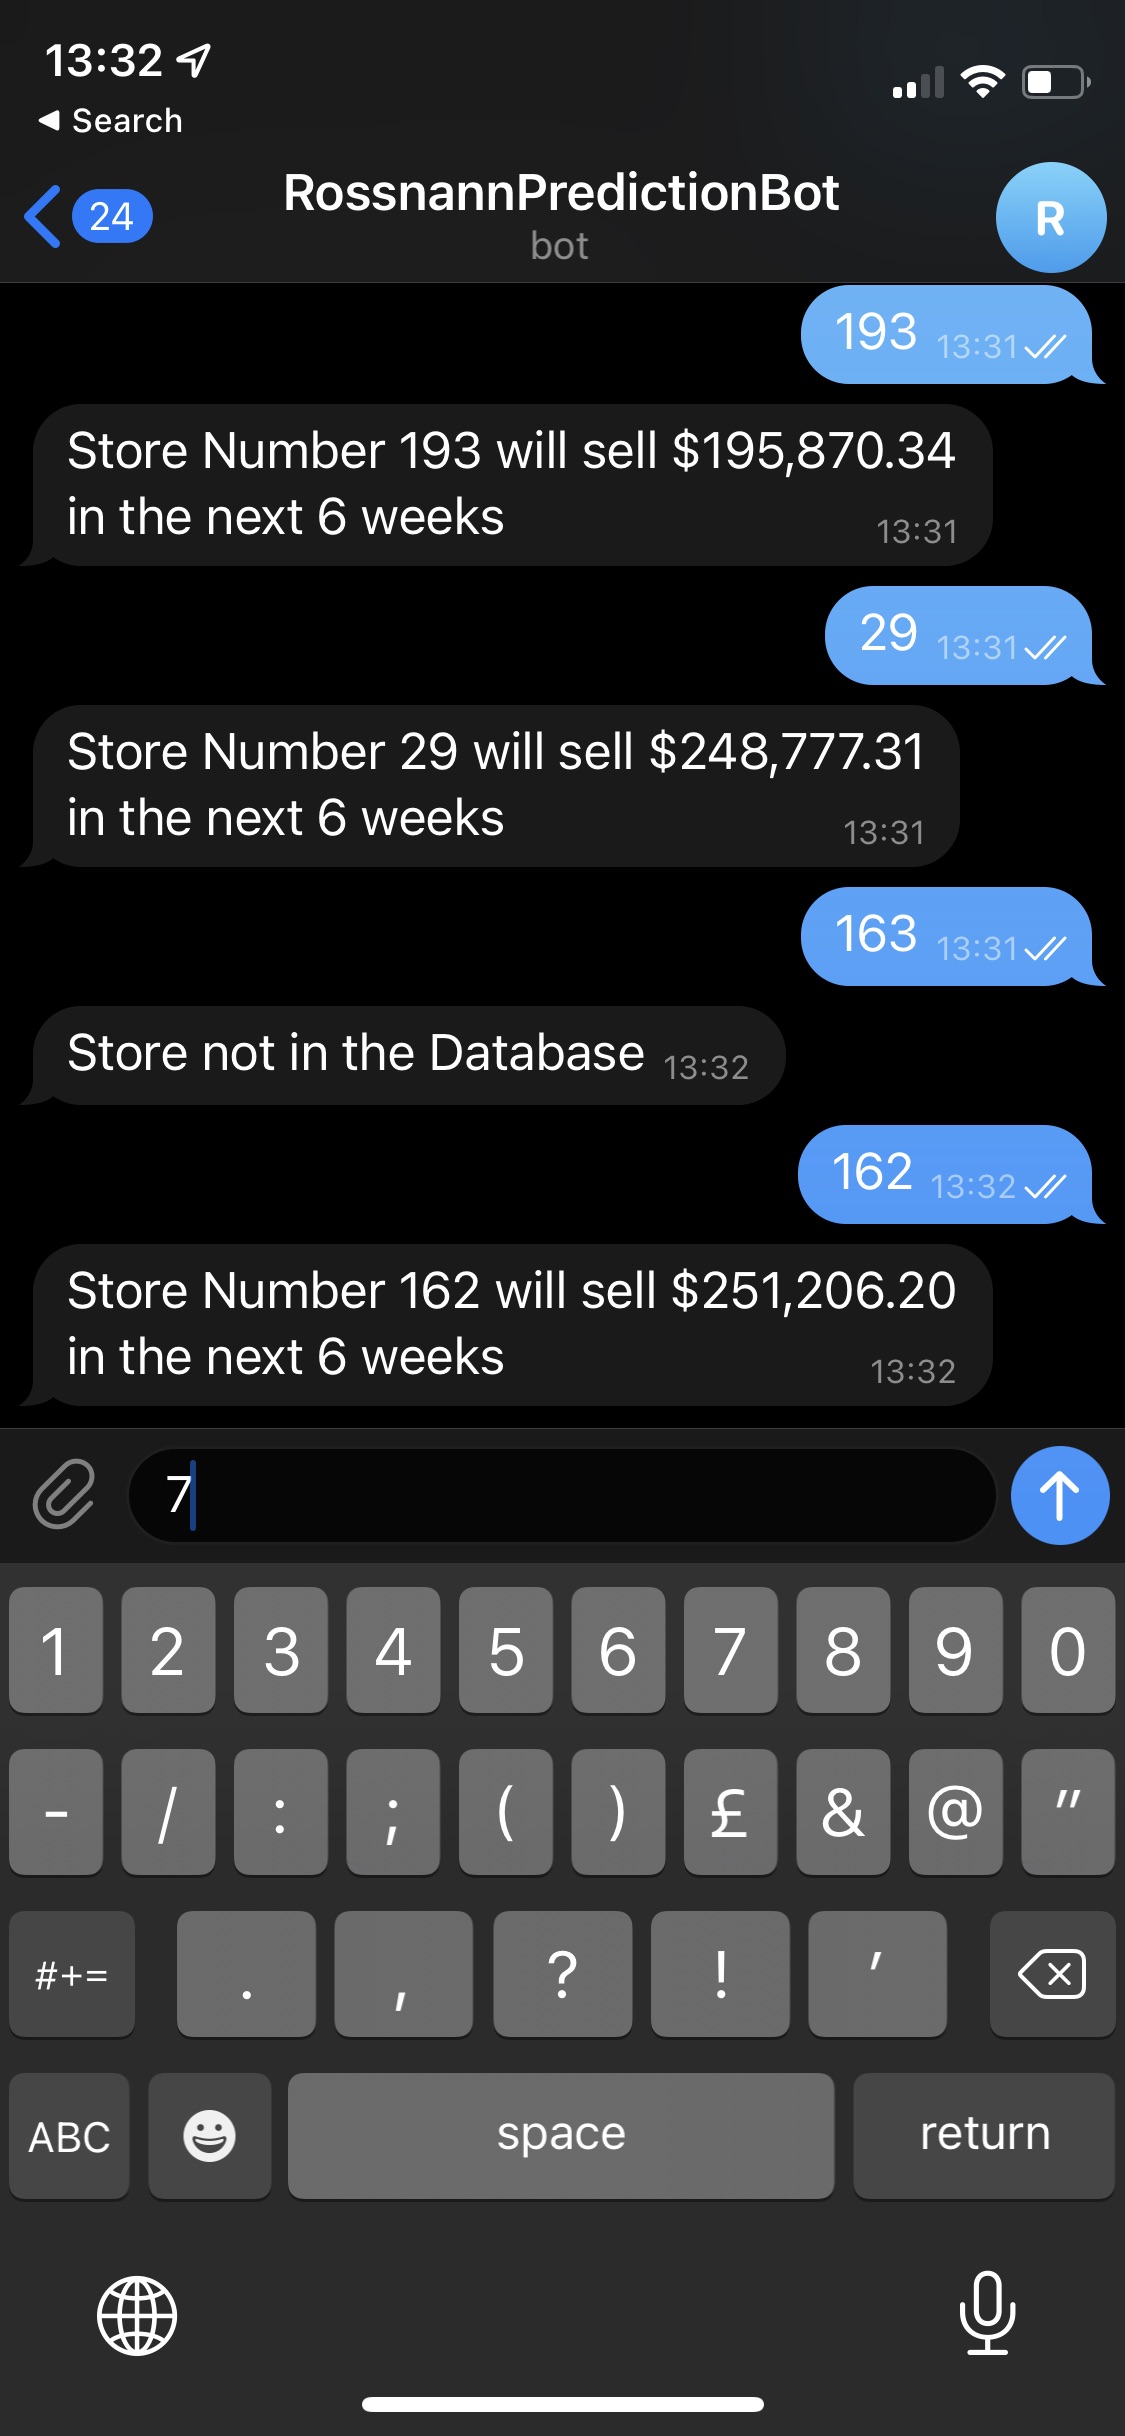 13:32
Search
24
RossnannPredictionBot
bot
R
193 13:31
Store Number 193 will sell $195,870.34
in the next 6 weeks 13:31
29 13:31
Store Number 29 will sell $248,777.31
in the next 6 weeks 13:31
163 13:31
Store not in the Database 13:32
162 13:32
Store Number 162 will sell $251,206.20
in the next 6 weeks 13:32
7
1 2 3 4 5 6 7 8 9 0
- / : ; ( ) £ & @ "
#+= . , ? ! '
ABC space return